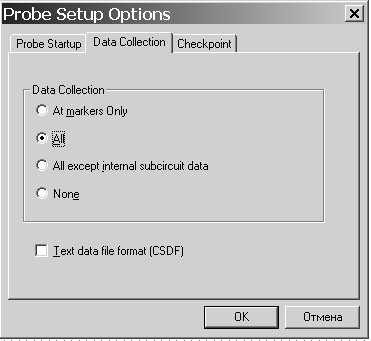 Probe Setup Options
Probe Startup Data Collection Checkpoint
Data Collection
At markers Only
All
All except internal subcircuit data
None
Text data file format (CSDF)
OK Отмена